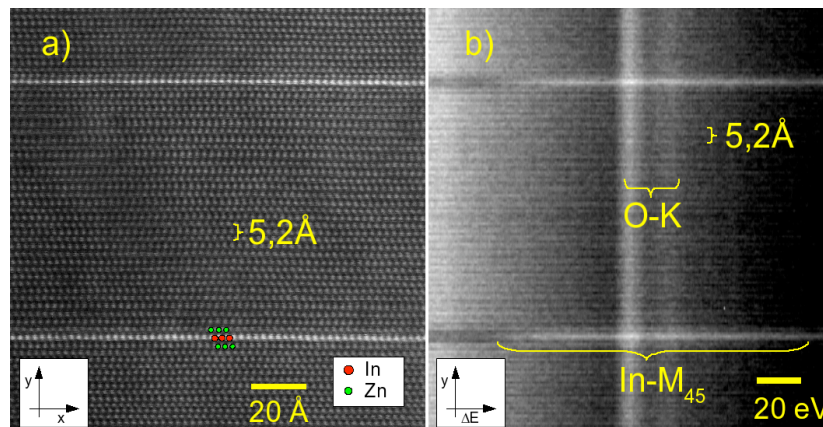 a)
5,2Å
In
Zn
y
x
20 Å
b)
5,2Å
O-K
In-M45
y
ΔE
20 eV